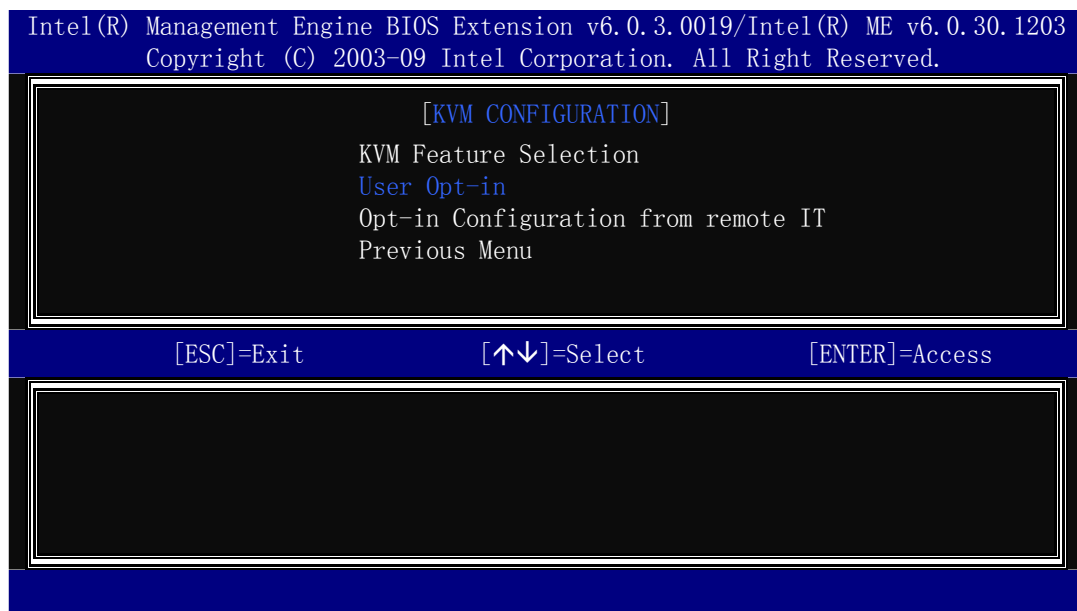 Intel(R) Management Engine BIOS Extension v6.0.3.0019/Intel(R) ME v6.0.30.1203
Copyright (C) 2003-09 Intel Corporation. All Right Reserved.
[KVM CONFIGURATION]
KVM Feature Selection
User Opt-in
Opt-in Configuration from remote IT
Previous Menu
[ESC]=Exit [↑↓]=Select [ENTER]=Access